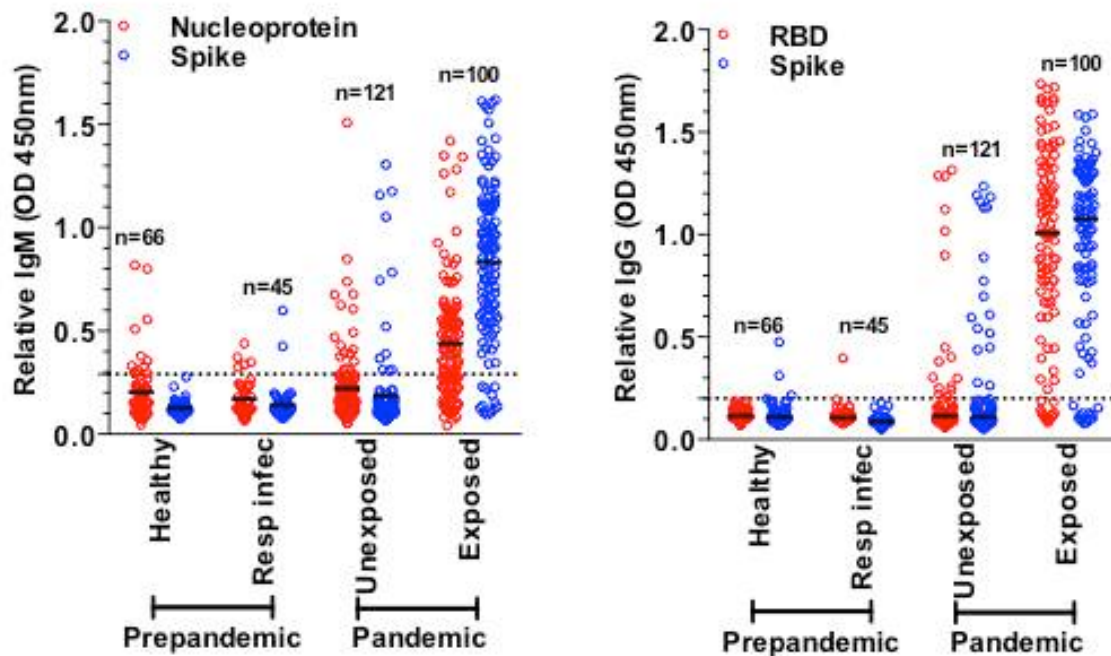 Relative IgM (OD 450nm)
2.0
1.5
1.0
0.5
0.0
Nucleoprotein
Spike
n=66
n=45
n=121
n=100
Healthy
Resp infec
Unexposed
Exposed
Prepandemic
Pandemic
Relative IgG (OD 450nm)
2.0
1.5
1.0
0.5
0.0
RBD
Spike
n=66
n=45
n=121
n=100
Healthy
Resp infec
Unexposed
Exposed
Prepandemic
Pandemic